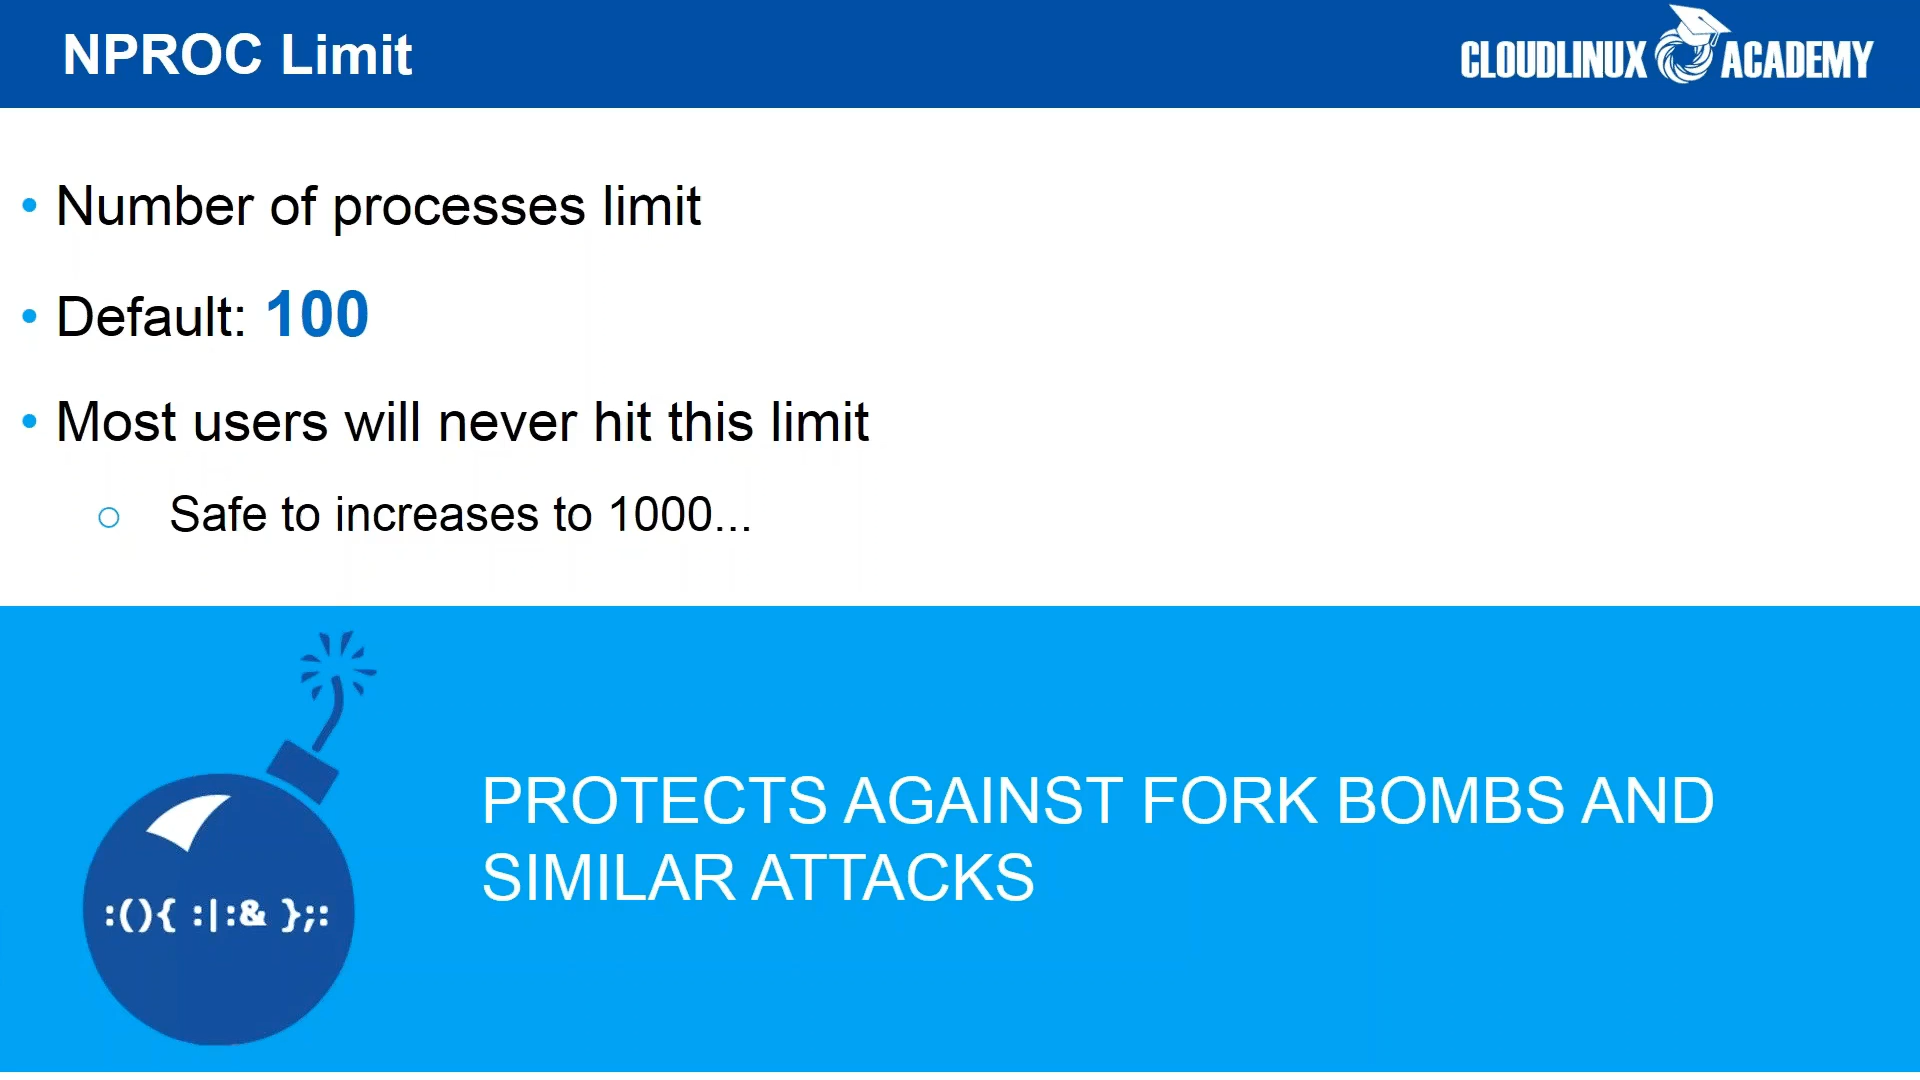 NPROC Limit
CLOUDLINUX ACADEMY
• Number of processes limit
• Default: 100
• Most users will never hit this limit
○ Safe to increases to 1000...
PROTECTS AGAINST FORK BOMBS AND
SIMILAR ATTACKS
:(){ :|:& };: